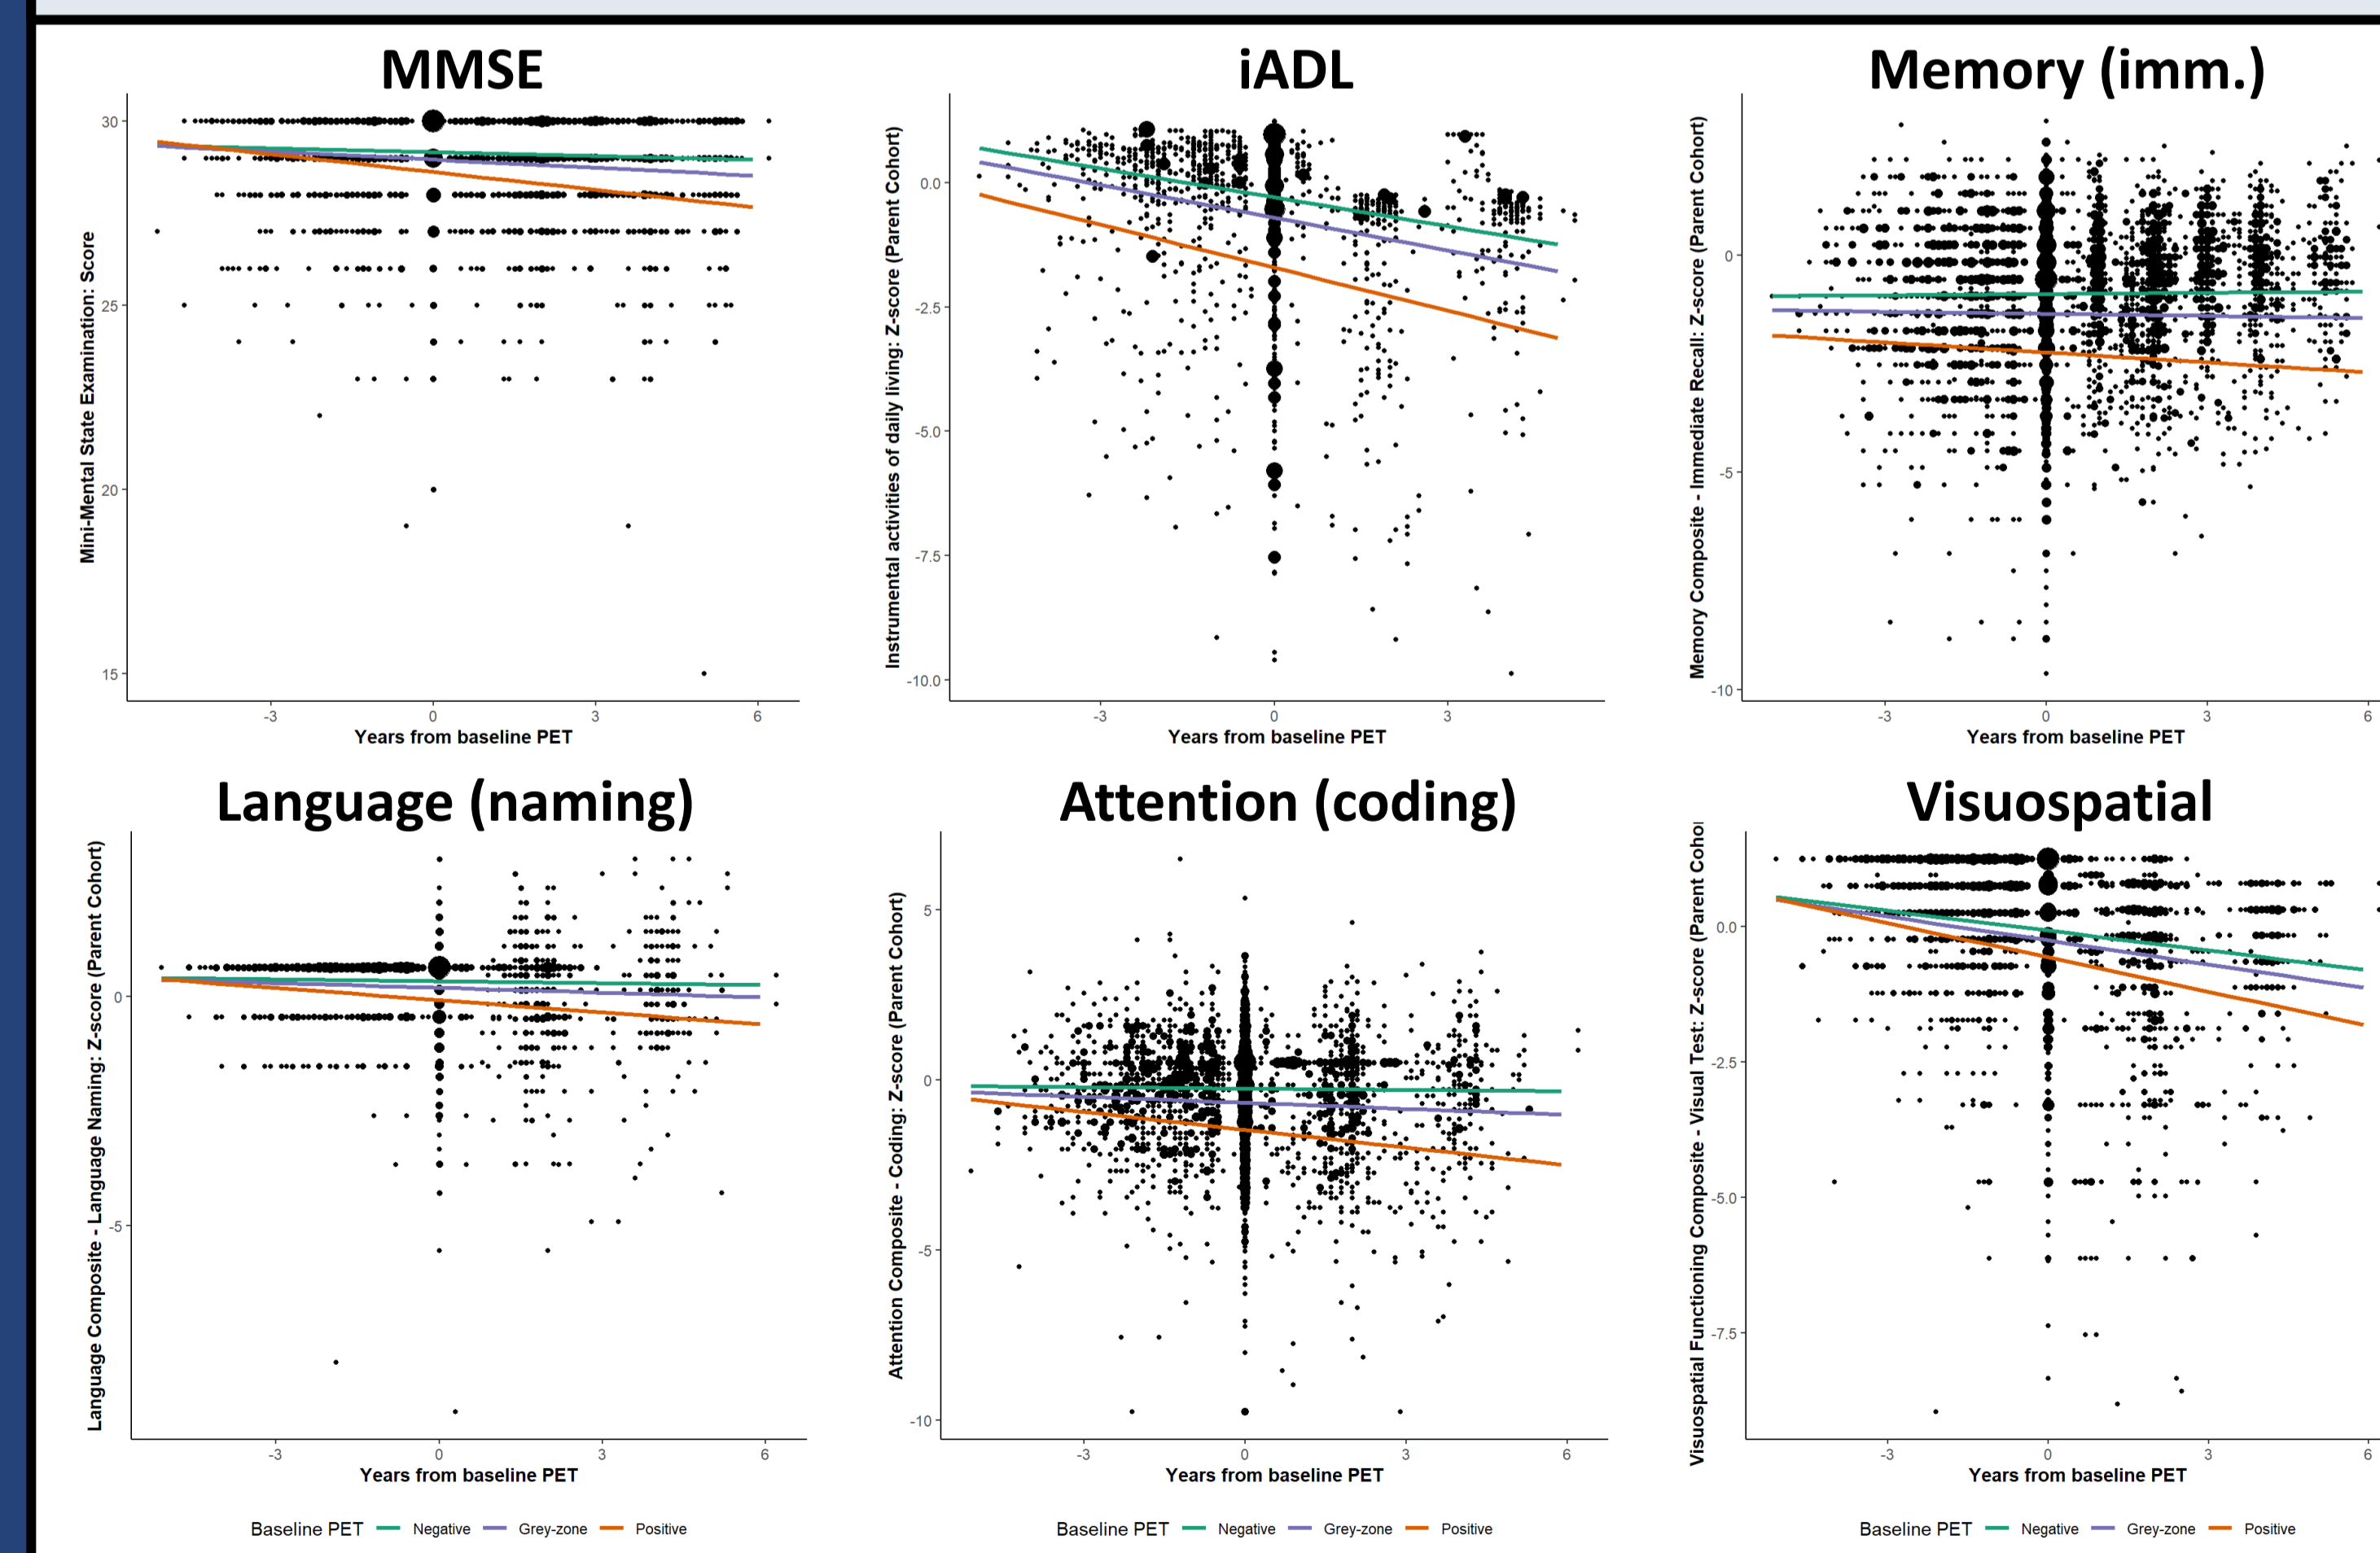 MMSE
iADL
Memory (imm.)
Mini-Mental State Examination: Score
30
25
20
15
-3
0
3
6
Years from baseline PET
Instrumental activities of daily living: Z-score (Parent Cohort)
0.0
-2.5
-5.0
-7.5
-10.0
-3
0
3
Years from baseline PET
Memory Composite - Immediate Recall: Z-score (Parent Cohort)
0
-5
-10
-3
0
3
6
Years from baseline PET
Language (naming)
Attention (coding)
Visuospatial
Language Composite - Language Naming: Z-score (Parent Cohort)
0
-5
-3
0
3
6
Years from baseline PET
Attention Composite - Coding: Z-score (Parent Cohort)
5
0
-5
-10
-3
0
3
6
Years from baseline PET
Visuospatial Functioning Composite - Visual Test: Z-score (Parent Cohor
0.0
-2.5
-5.0
-7.5
-3
0
3
6
Years from baseline PET
Baseline PET Negative Grey-zone Positive
Baseline PET Negative Grey-zone Positive
Baseline PET Negative Grey-zone Positive